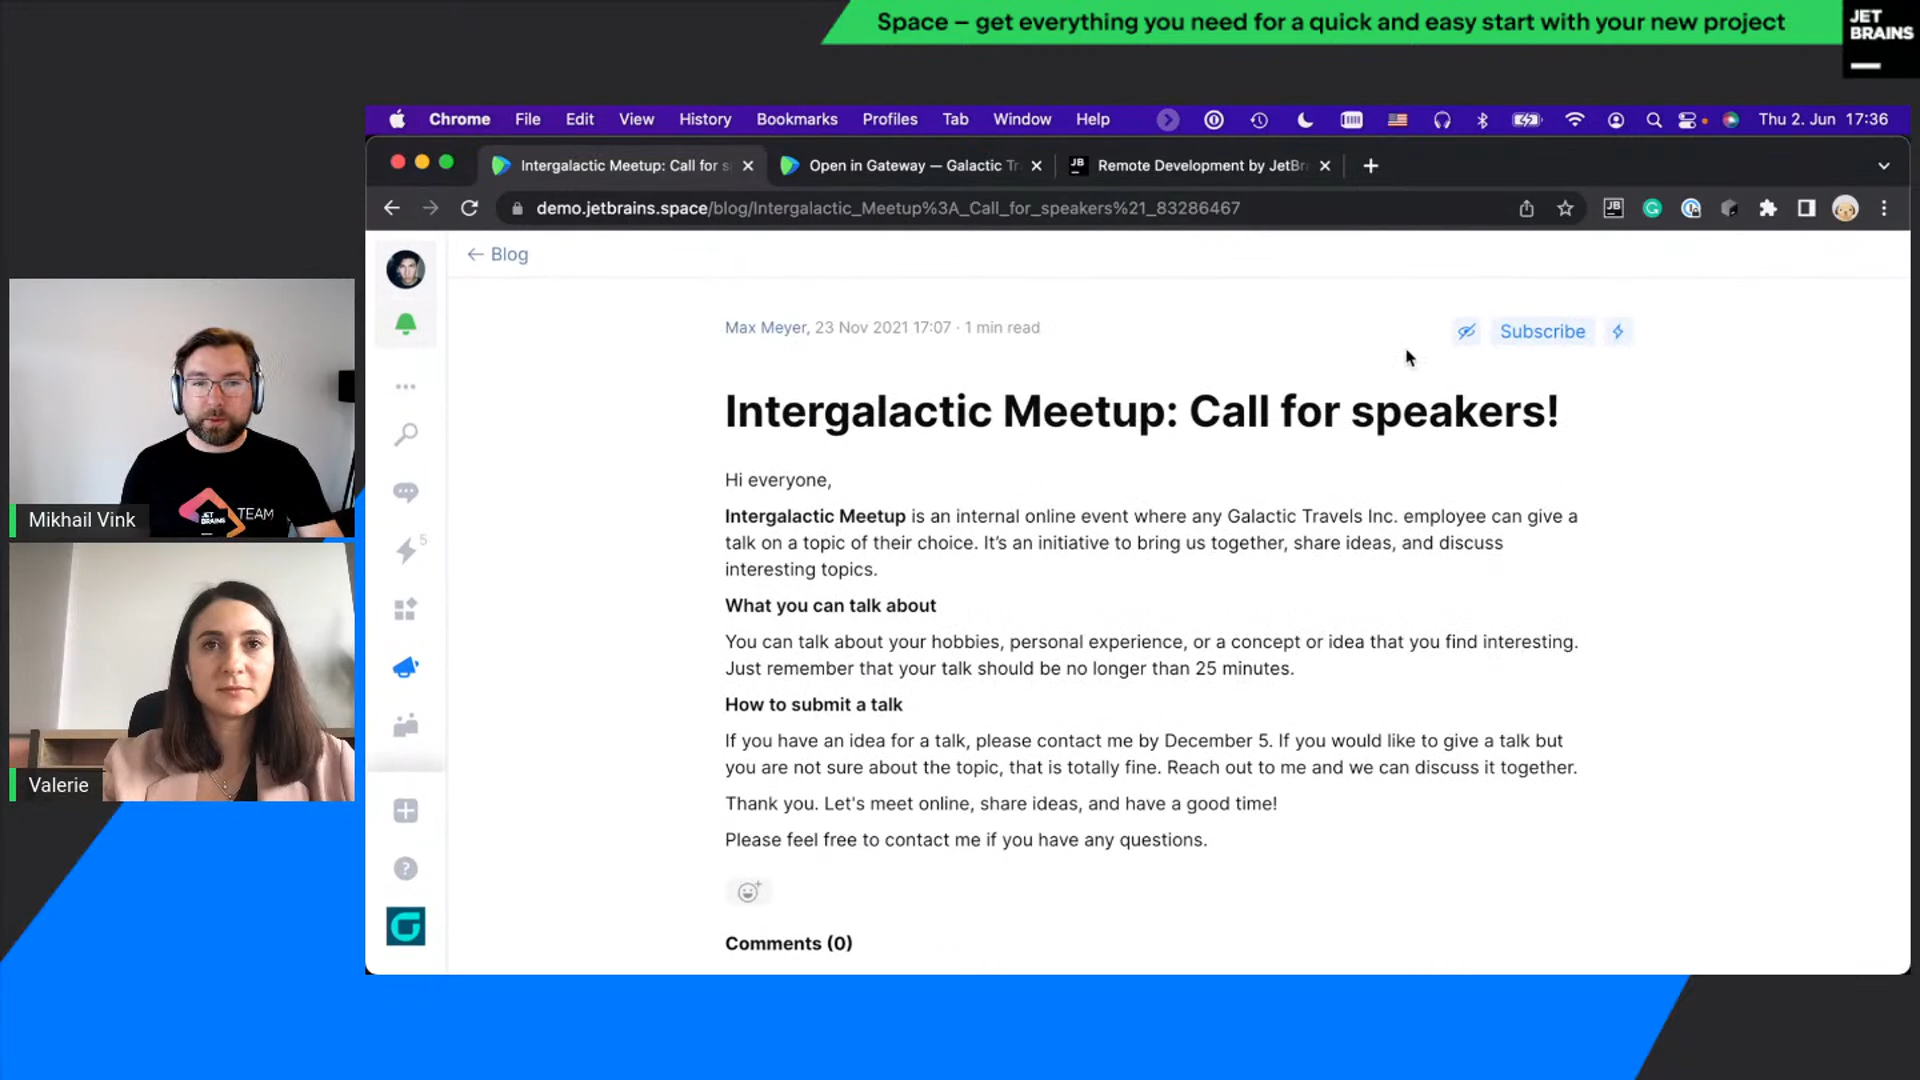 Space – get everything you need for a quick and easy start with your new project
JET
BRAINS
Chrome File Edit View History Bookmarks Profiles Tab Window Help Thu 2. Jun 17:36
Intergalactic Meetup: Call for s
Open in Gateway — Galactic Tr
JB Remote Development by JetBr
demo.jetbrains.space/blog/Intergalactic_Meetup%3A_Call_for_speakers%21_83286467
JB
← Blog
Max Meyer, 23 Nov 2021 17:07 · 1 min read
Subscribe
Intergalactic Meetup: Call for speakers!
Hi everyone,
Intergalactic Meetup is an internal online event where any Galactic Travels Inc. employee can give a
talk on a topic of their choice. It’s an initiative to bring us together, share ideas, and discuss
interesting topics.
What you can talk about
You can talk about your hobbies, personal experience, or a concept or idea that you find interesting.
Just remember that your talk should be no longer than 25 minutes.
How to submit a talk
If you have an idea for a talk, please contact me by December 5. If you would like to give a talk but
you are not sure about the topic, that is totally fine. Reach out to me and we can discuss it together.
Thank you. Let's meet online, share ideas, and have a good time!
Please feel free to contact me if you have any questions.
Comments (0)
5
JET
BRAINS
TEAM
Mikhail Vink
Valerie